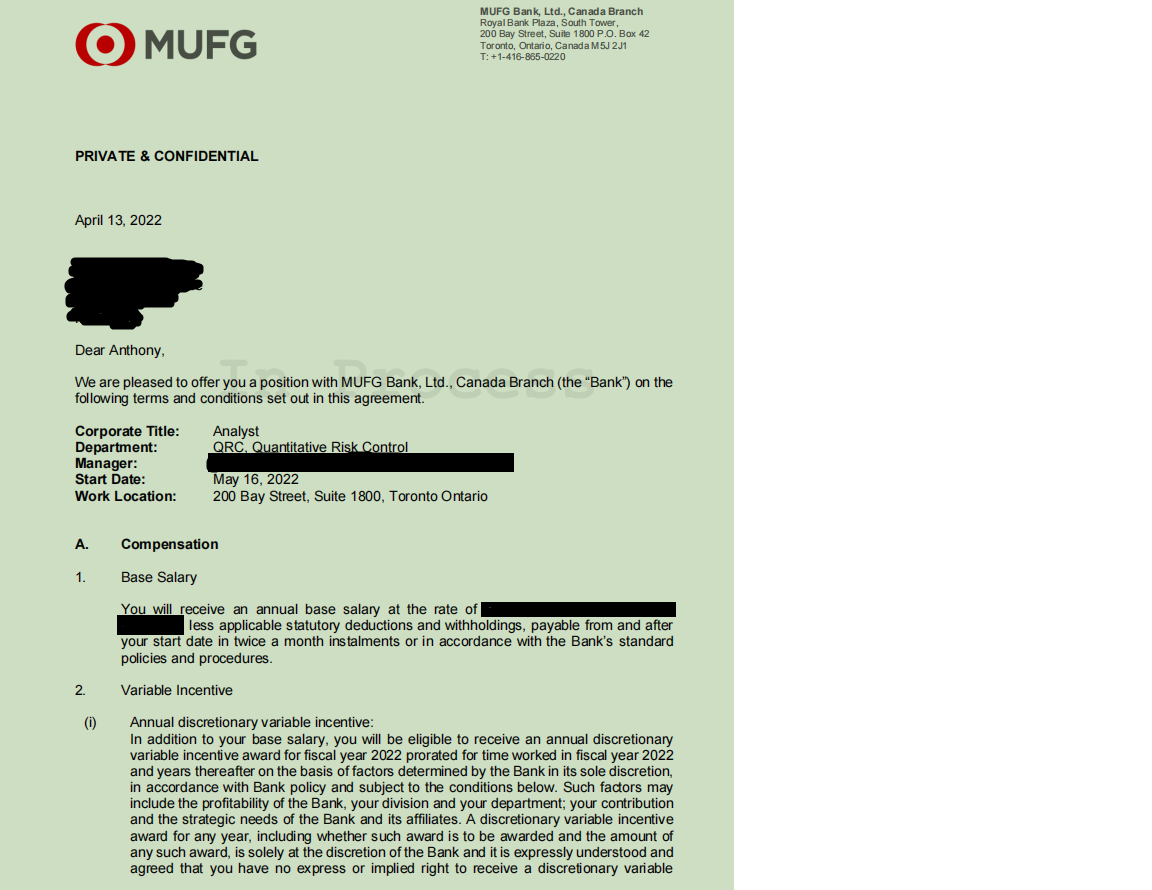 MUFG
MUFG Bank, Ltd., Canada Branch
Royal Bank Plaza, South Tower,
200 Bay Street, Suite 1800 P.O. Box 42
Toronto, Ontario, Canada M5J 2J1
T: +1-416-865-0220
PRIVATE & CONFIDENTIAL
April 13, 2022
Dear Anthony,
In Process
We are pleased to offer you a position with MUFG Bank, Ltd., Canada Branch (the “Bank”) on the
following terms and conditions set out in this agreement.
Corporate Title: Analyst
Department: QRC, Quantitative Risk Control
Manager:
Start Date: May 16, 2022
Work Location: 200 Bay Street, Suite 1800, Toronto Ontario
A. Compensation
1. Base Salary
You will receive an annual base salary at the rate of
less applicable statutory deductions and withholdings, payable from and after
your start date in twice a month instalments or in accordance with the Bank’s standard
policies and procedures.
2. Variable Incentive
(i) Annual discretionary variable incentive:
In addition to your base salary, you will be eligible to receive an annual discretionary
variable incentive award for fiscal year 2022 prorated for time worked in fiscal year 2022
and years thereafter on the basis of factors determined by the Bank in its sole discretion,
in accordance with Bank policy and subject to the conditions below. Such factors may
include the profitability of the Bank, your division and your department; your contribution
and the strategic needs of the Bank and its affiliates. A discretionary variable incentive
award for any year, including whether such award is to be awarded and the amount of
any such award, is solely at the discretion of the Bank and it is expressly understood and
agreed that you have no express or implied right to receive a discretionary variable